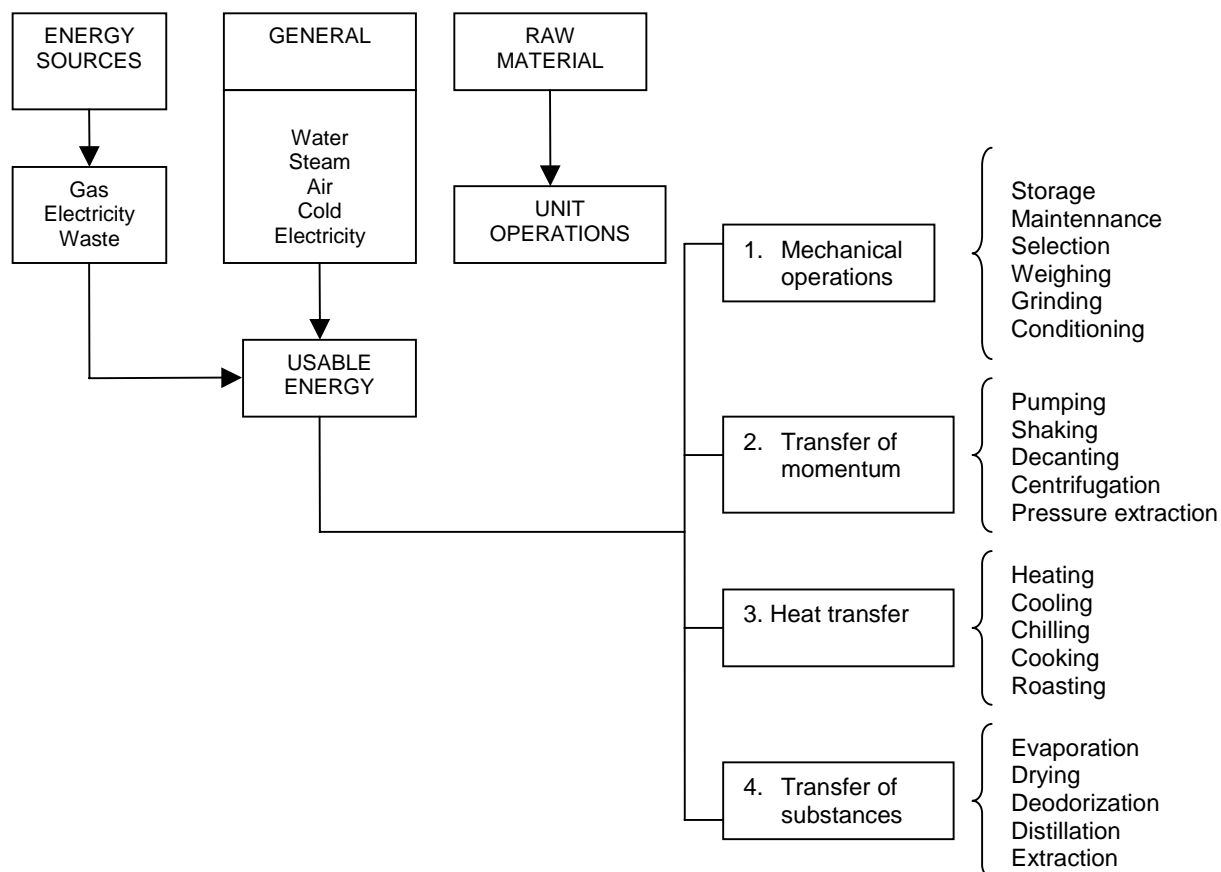 ENERGY
SOURCES
GENERAL
RAW
MATERIAL
Water
Steam
Air
Cold
Electricity
Gas
Electricity
Waste
UNIT
OPERATIONS
USABLE
ENERGY
1. Mechanical
operations
Storage
Maintennance
Selection
Weighing
Grinding
Conditioning
2. Transfer of
momentum
Pumping
Shaking
Decanting
Centrifugation
Pressure extraction
3. Heat transfer
Heating
Cooling
Chilling
Cooking
Roasting
4. Transfer of
substances
Evaporation
Drying
Deodorization
Distillation
Extraction